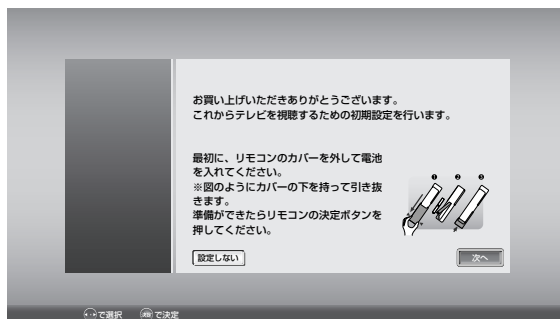 お買い上げいただきありがとうございます。
これからテレビを視聴するための初期設定を行います。
最初に、リモコンのカバーを外して電池
を入れてください。
※図のようにカバーの下を持って引き抜
きます。
準備ができたらリモコンの決定ボタンを
押してください。
❶ ❷ ❸
設定しない
次へ
で選択 決定 で決定